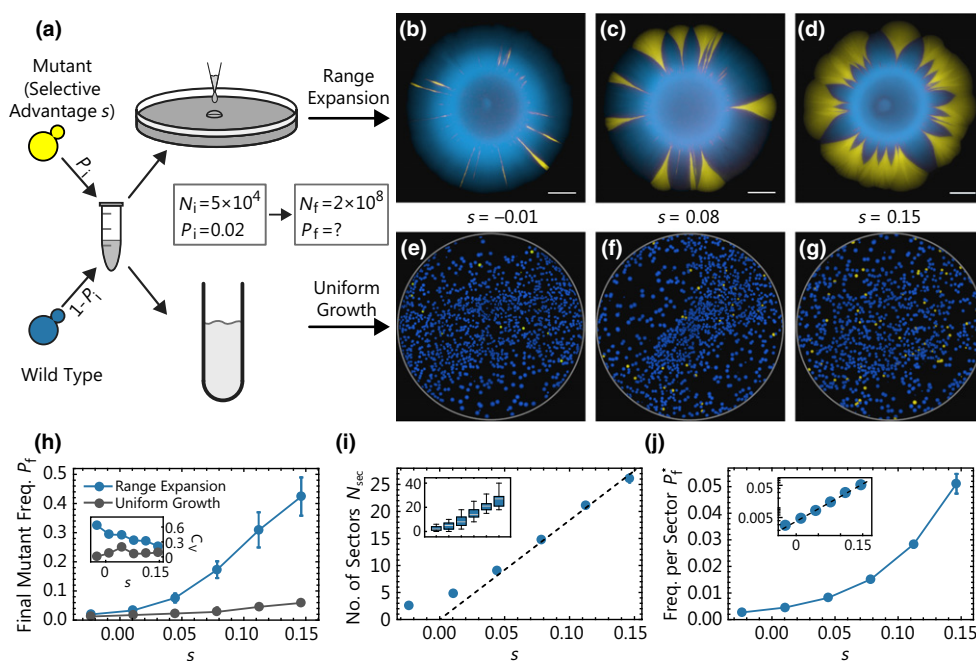 (a)
Mutant
(Selective
Advantage s)
P_i
1-P_i
Wild Type
Range
Expansion
N_i=5×10^4
P_i=0.02
N_f=2×10^8
P_f=?
Uniform
Growth
(b)
(c)
(d)
s = −0.01
s = 0.08
s = 0.15
(e)
(f)
(g)
(h)
Final Mutant Freq. P_f
0.5
0.4
0.3
0.2
0.1
0.0
Range Expansion
Uniform Growth
0.6
0.3
0
C_v
0
0.15
s
0.00
0.05
0.10
0.15
s
(i)
No. of Sectors N_sec
25
20
15
10
5
0
0.00
0.05
0.10
0.15
s
(j)
Freq. per Sector P*_f
0.05
0.04
0.03
0.02
0.01
0.00
0.05
0.005
0
0.15
0.00
0.05
0.10
0.15
s